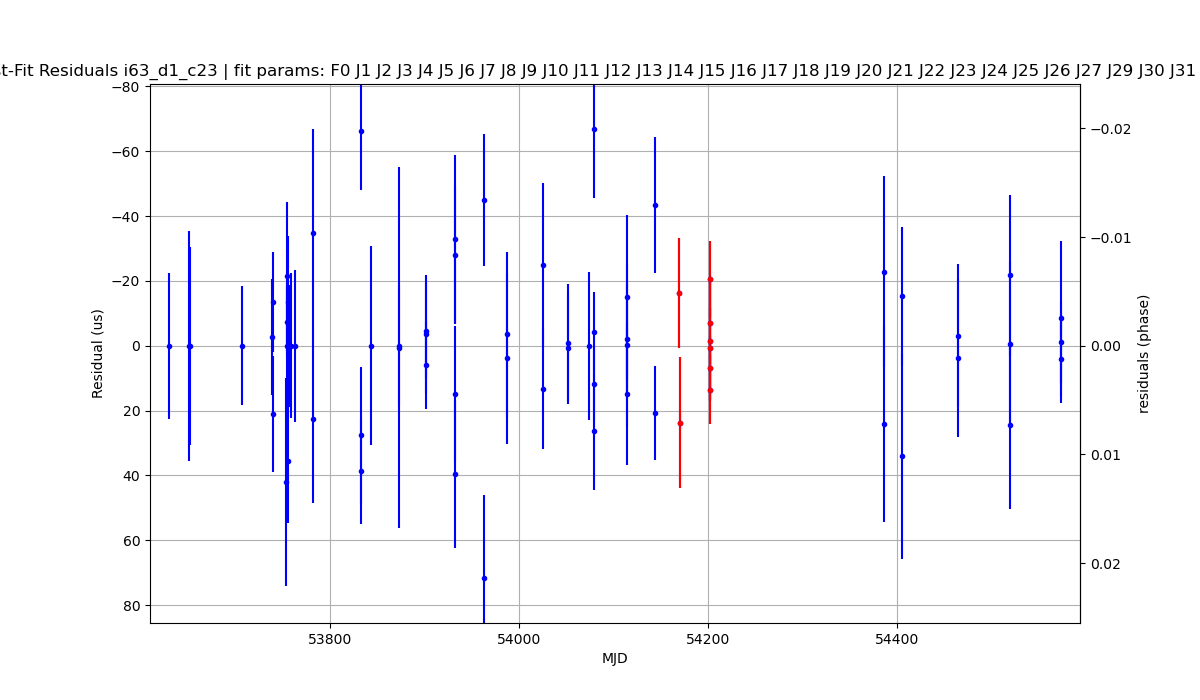 t-Fit Residuals i63_d1_c23 | fit params: F0 J1 J2 J3 J4 J5 J6 J7 J8 J9 J10 J11 J12 J13 J14 J15 J16 J17 J18 J19 J20 J21 J22 J23 J24 J25 J26 J27 J29 J30 J31
−80
−60
−40
−20
0
20
40
60
80
Residual (us)
−0.02
−0.01
0.00
0.01
0.02
residuals (phase)
53800 54000 54200 54400
MJD